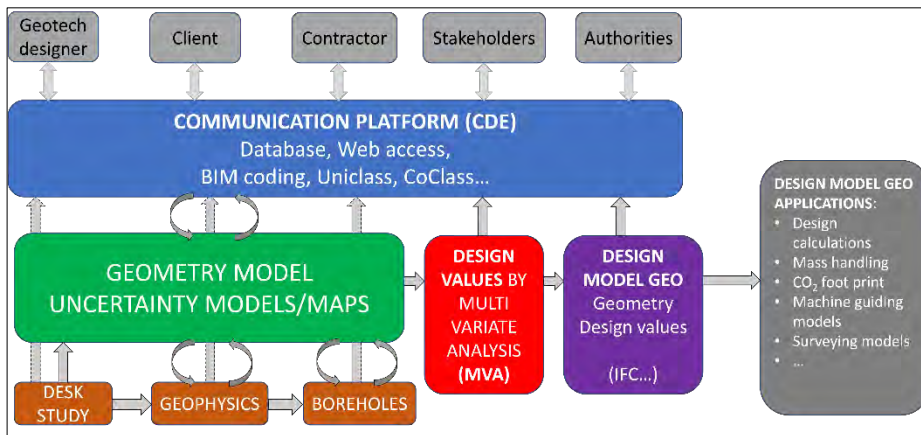 Geotech
designer
Client
Contractor
Stakeholders
Authorities
COMMUNICATION PLATFORM (CDE)
Database, Web access,
BIM coding, Uniclass, CoClass...
GEOMETRY MODEL
UNCERTAINTY MODELS/MAPS
DESIGN
VALUES BY
MULTI
VARIATE
ANALYSIS
(MVA)
DESIGN
MODEL GEO
Geometry
Design values
(IFC...)
DESIGN MODEL GEO
APPLICATIONS:
• Design
calculations
• Mass handling
• CO₂ foot print
• Machine guiding
models
• Surveying models
• ...
DESK
STUDY
GEOPHYSICS
BOREHOLES